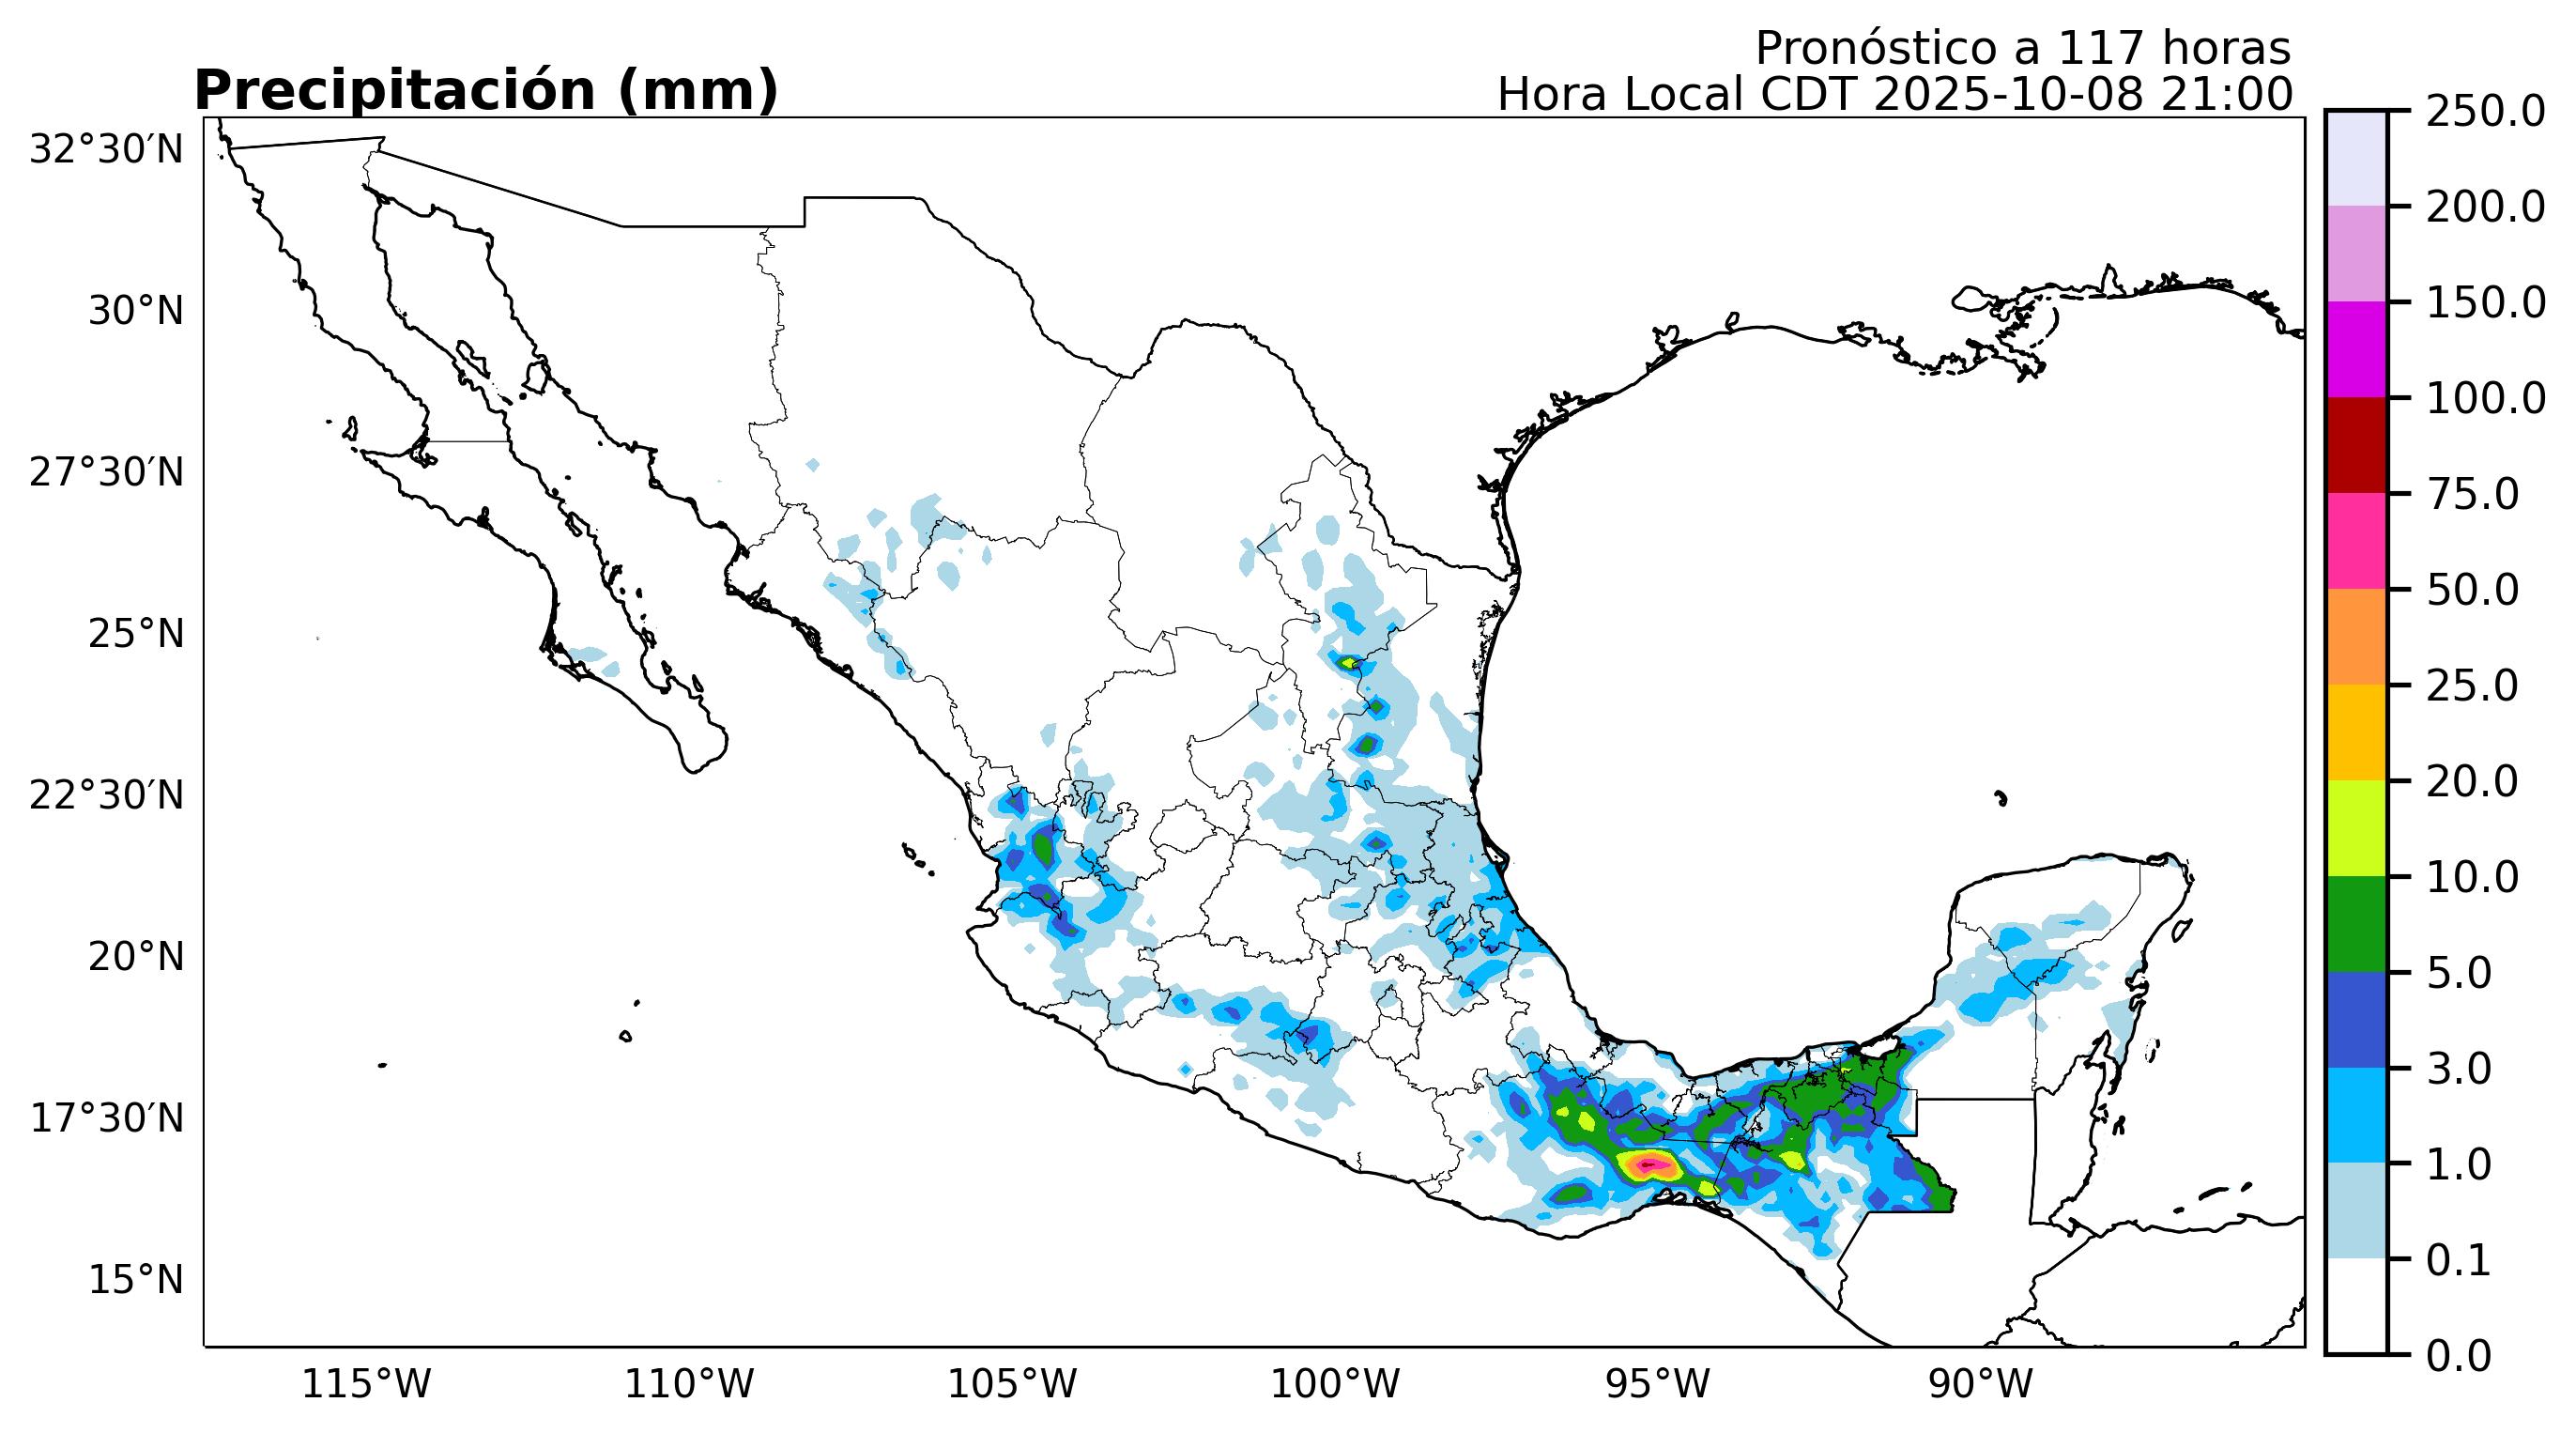 Pronóstico a 117 horas
Precipitación (mm)
Hora Local CDT 2025-10-08 21:00
32°30′N
30°N
27°30′N
25°N
22°30′N
20°N
17°30′N
15°N
115°W
110°W
105°W
100°W
95°W
90°W
250.0
200.0
150.0
100.0
75.0
50.0
25.0
20.0
10.0
5.0
3.0
1.0
0.1
0.0